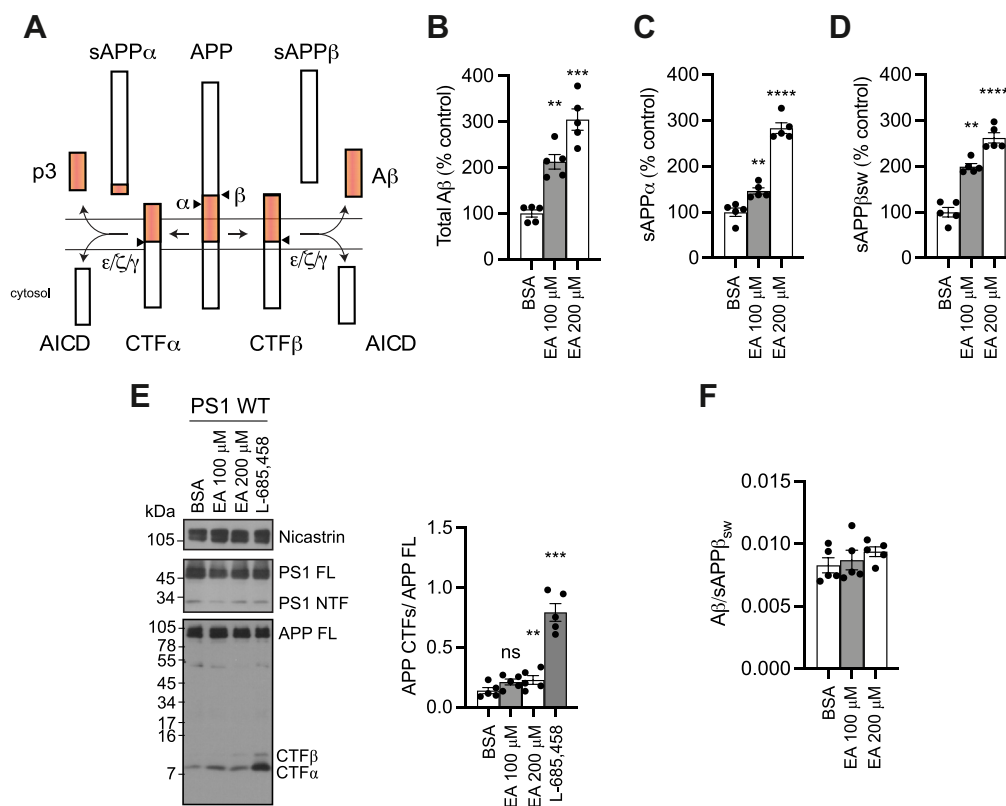 A
sAPPα APP sAPPβ
p3
Aβ
α
β
ε/ζ/γ
ε/ζ/γ
cytosol
AICD CTFα CTFβ AICD
B
Total Aβ (% control)
400
300
200
100
0
**
***
BSA
EA 100 μM
EA 200 μM
C
sAPPα (% control)
400
300
200
100
0
**
****
BSA
EA 100 μM
EA 200 μM
D
sAPPβsw (% control)
400
300
200
100
0
**
****
BSA
EA 100 μM
EA 200 μM
E
PS1 WT
BSA
EA 100 μM
EA 200 μM
L-685,458
kDa
105
Nicastrin
45
PS1 FL
34
PS1 NTF
105
APP FL
78
55
45
34
17
16
CTFβ
7
CTFα
APP CTFs/ APP FL
1.5
1.0
0.5
0.0
ns
**
***
BSA
EA 100 μM
EA 200 μM
L-685,458
F
Aβ/sAPPβsw
0.015
0.010
0.005
0.000
BSA
EA 100 μM
EA 200 μM